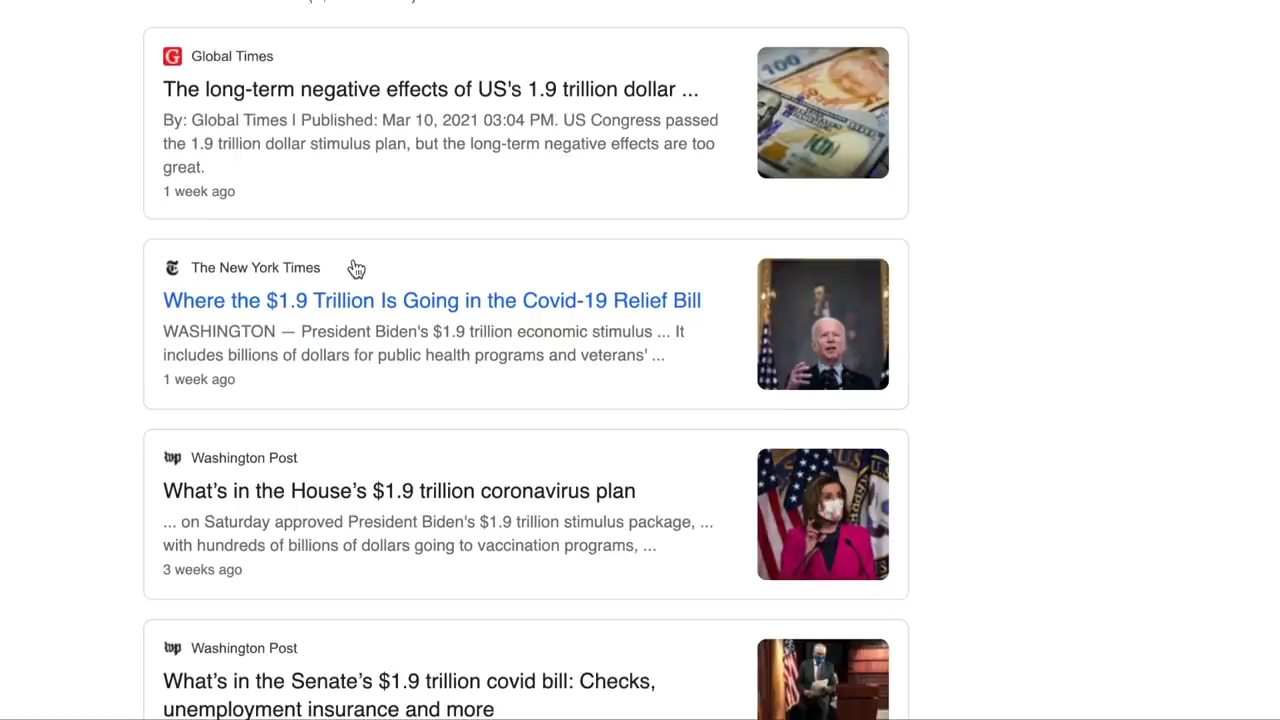 Global Times
The long-term negative effects of US's 1.9 trillion dollar ...
By: Global Times I Published: Mar 10, 2021 03:04 PM. US Congress passed
the 1.9 trillion dollar stimulus plan, but the long-term negative effects are too
great.
1 week ago
100
The New York Times
Where the $1.9 Trillion Is Going in the Covid-19 Relief Bill
WASHINGTON — President Biden's $1.9 trillion economic stimulus ... It
includes billions of dollars for public health programs and veterans' ...
1 week ago
wp Washington Post
What's in the House's $1.9 trillion coronavirus plan
... on Saturday approved President Biden's $1.9 trillion stimulus package, ...
with hundreds of billions of dollars going to vaccination programs, ...
3 weeks ago
wp Washington Post
What's in the Senate's $1.9 trillion covid bill: Checks,
unemployment insurance and more